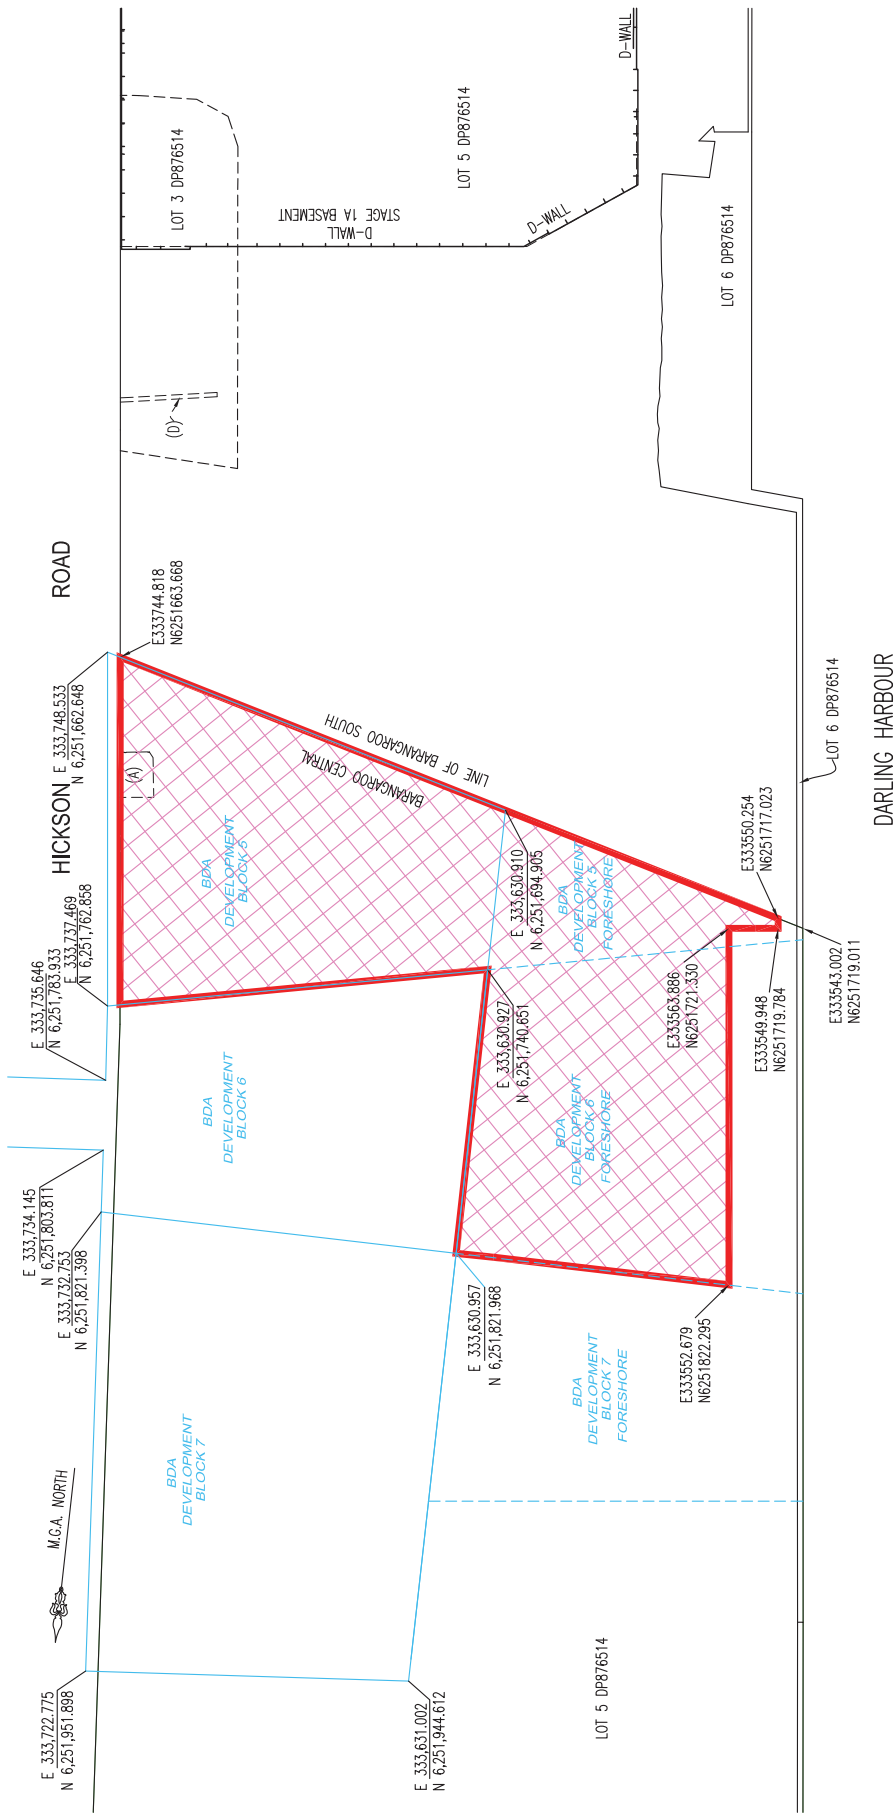 HICKSON ROAD
DARLING HARBOUR
M.G.A. NORTH
E 333,722.775
N 6,251,951.898
E 333,631.002
N 6,251,944.612
LOT 5 DP876514
BDA
DEVELOPMENT
BLOCK 7
E 333,734.145
N 6,251,803.811
E 333,732.753
N 6,251,821.398
E 333,630.957
N 6,251,821.968
BDA
DEVELOPMENT
BLOCK 7
FORESHORE
E333552.679
N6251822.295
E 333,735.646
N 6,251,783.933
E 333,737.469
N 6,251,762.858
BDA
DEVELOPMENT
BLOCK 6
E 333,630.927
N 6,251,740.651
BDA
DEVELOPMENT
BLOCK 6
FORESHORE
E 333,748.533
N 6,251,662.648
(A)
BDA
DEVELOPMENT
BLOCK 5
BARANGAROO CENTRAL
LINE OF BARANGAROO SOUTH
E 333,630.910
N 6,251,694.905
BDA
DEVELOPMENT
BLOCK 5
FORESHORE
E333563.886
N6251721.330
E333549.948
N6251719.784
E333550.254
N6251717.023
E333543.002
N6251719.011
LOT 6 DP876514
E333744.818
N6251663.668
(D)
LOT 3 DP876514
D-WALL
STAGE 1A BASEMENT
LOT 5 DP876514
D-WALL
D-WALL
LOT 6 DP876514